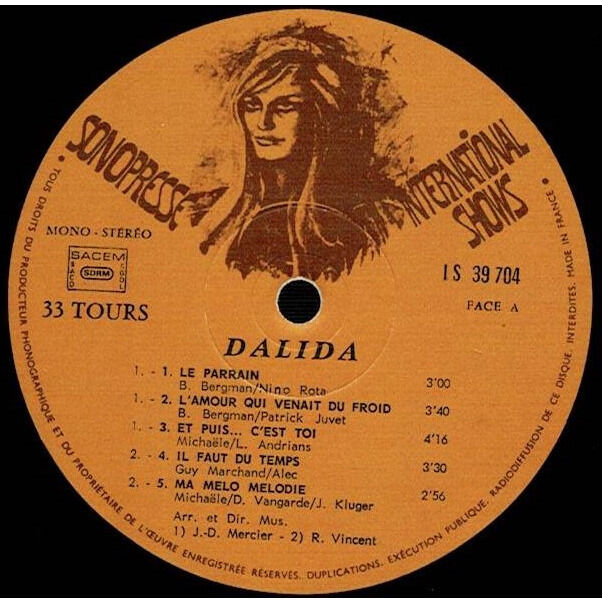 SONOPRESSE
INTERNATIONAL
SHOWS
MONO - STÉRÉO
SACEM
SACD SDRM SGDL
33 TOURS
IS 39 704
FACE A
DALIDA
1. - 1. LE PARRAIN
B. Bergman/Nino Rota 3'00
1. - 2. L'AMOUR QUI VENAIT DU FROID
B. Bergman/Patrick Juvet 3'40
1. - 3. ET PUIS... C'EST TOI
Michaële/L. Andrians 4'16
2. - 4. IL FAUT DU TEMPS
Guy Marchand/Alec 3'30
2. - 5. MA MELO MELODIE
Michaële/D. Vangarde/J. Kluger 2'56
Arr. et Dir. Mus.
1) J.-D. Mercier - 2) R. Vincent
• TOUS DROITS DU PRODUCTEUR PHONOGRAPHIQUE ET DU PROPRIÉTAIRE DE L'ŒUVRE ENREGISTRÉE RÉSERVÉS. DUPLICATIONS, EXÉCUTION PUBLIQUE, RADIODIFFUSION DE CE DISQUE, INTERDITES. MADE IN FRANCE •